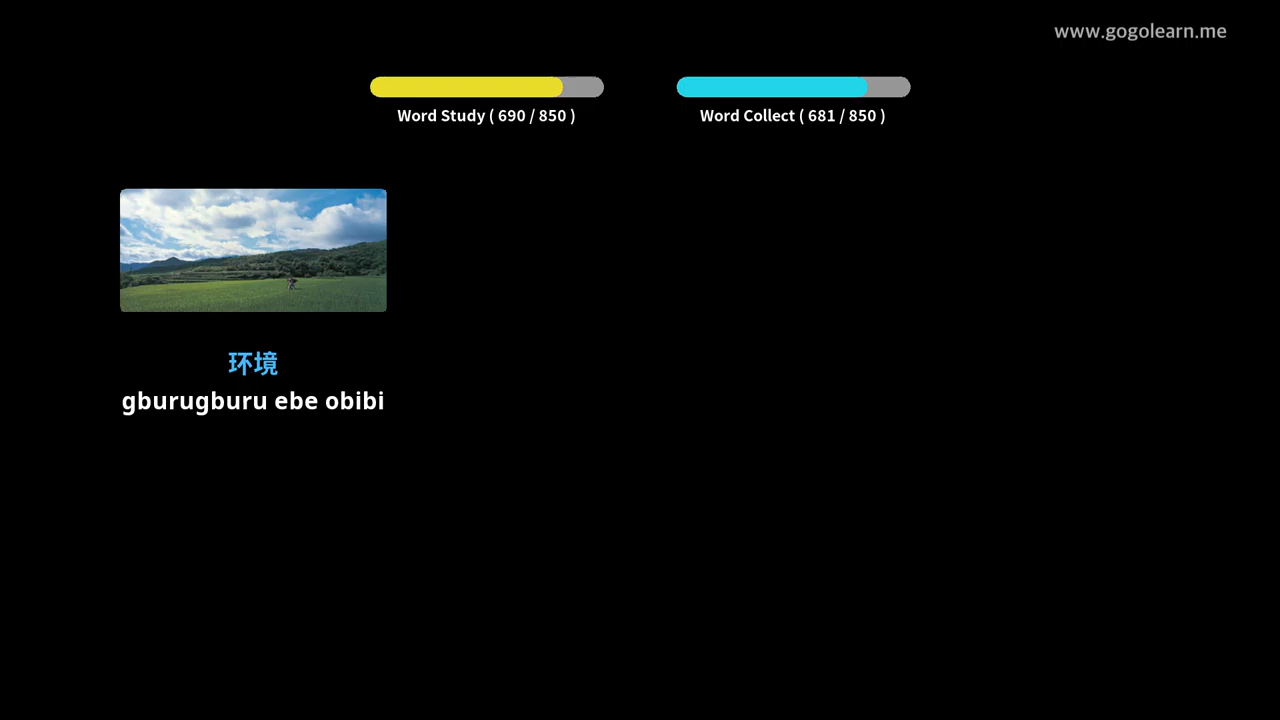 www.gogolearn.me
Word Study ( 690 / 850 )
Word Collect ( 681 / 850 )
环境
gburugburu ebe obibi